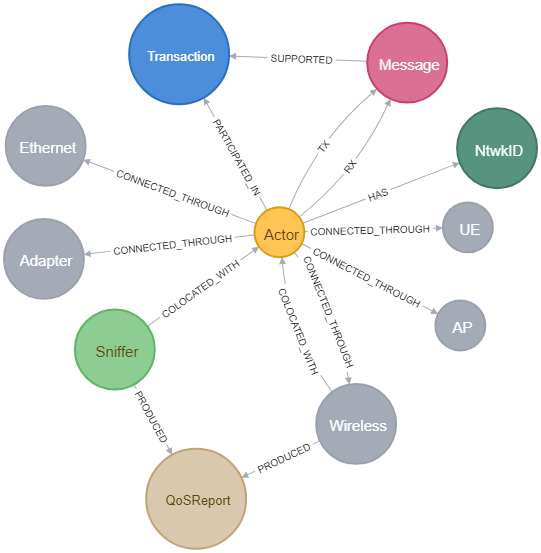 Transaction
SUPPORTED
Message
Ethernet
TX
RX
PARTICIPATED_IN
NtwkID
CONNECTED_THROUGH
HAS
Actor
CONNECTED_THROUGH
UE
CONNECTED_THROUGH
Adapter
CONNECTED_THROUGH
COLOCATED_WITH
CONNECTED_THROUGH
COLOCATED_WITH
AP
Sniffer
PRODUCED
Wireless
PRODUCED
QoSReport